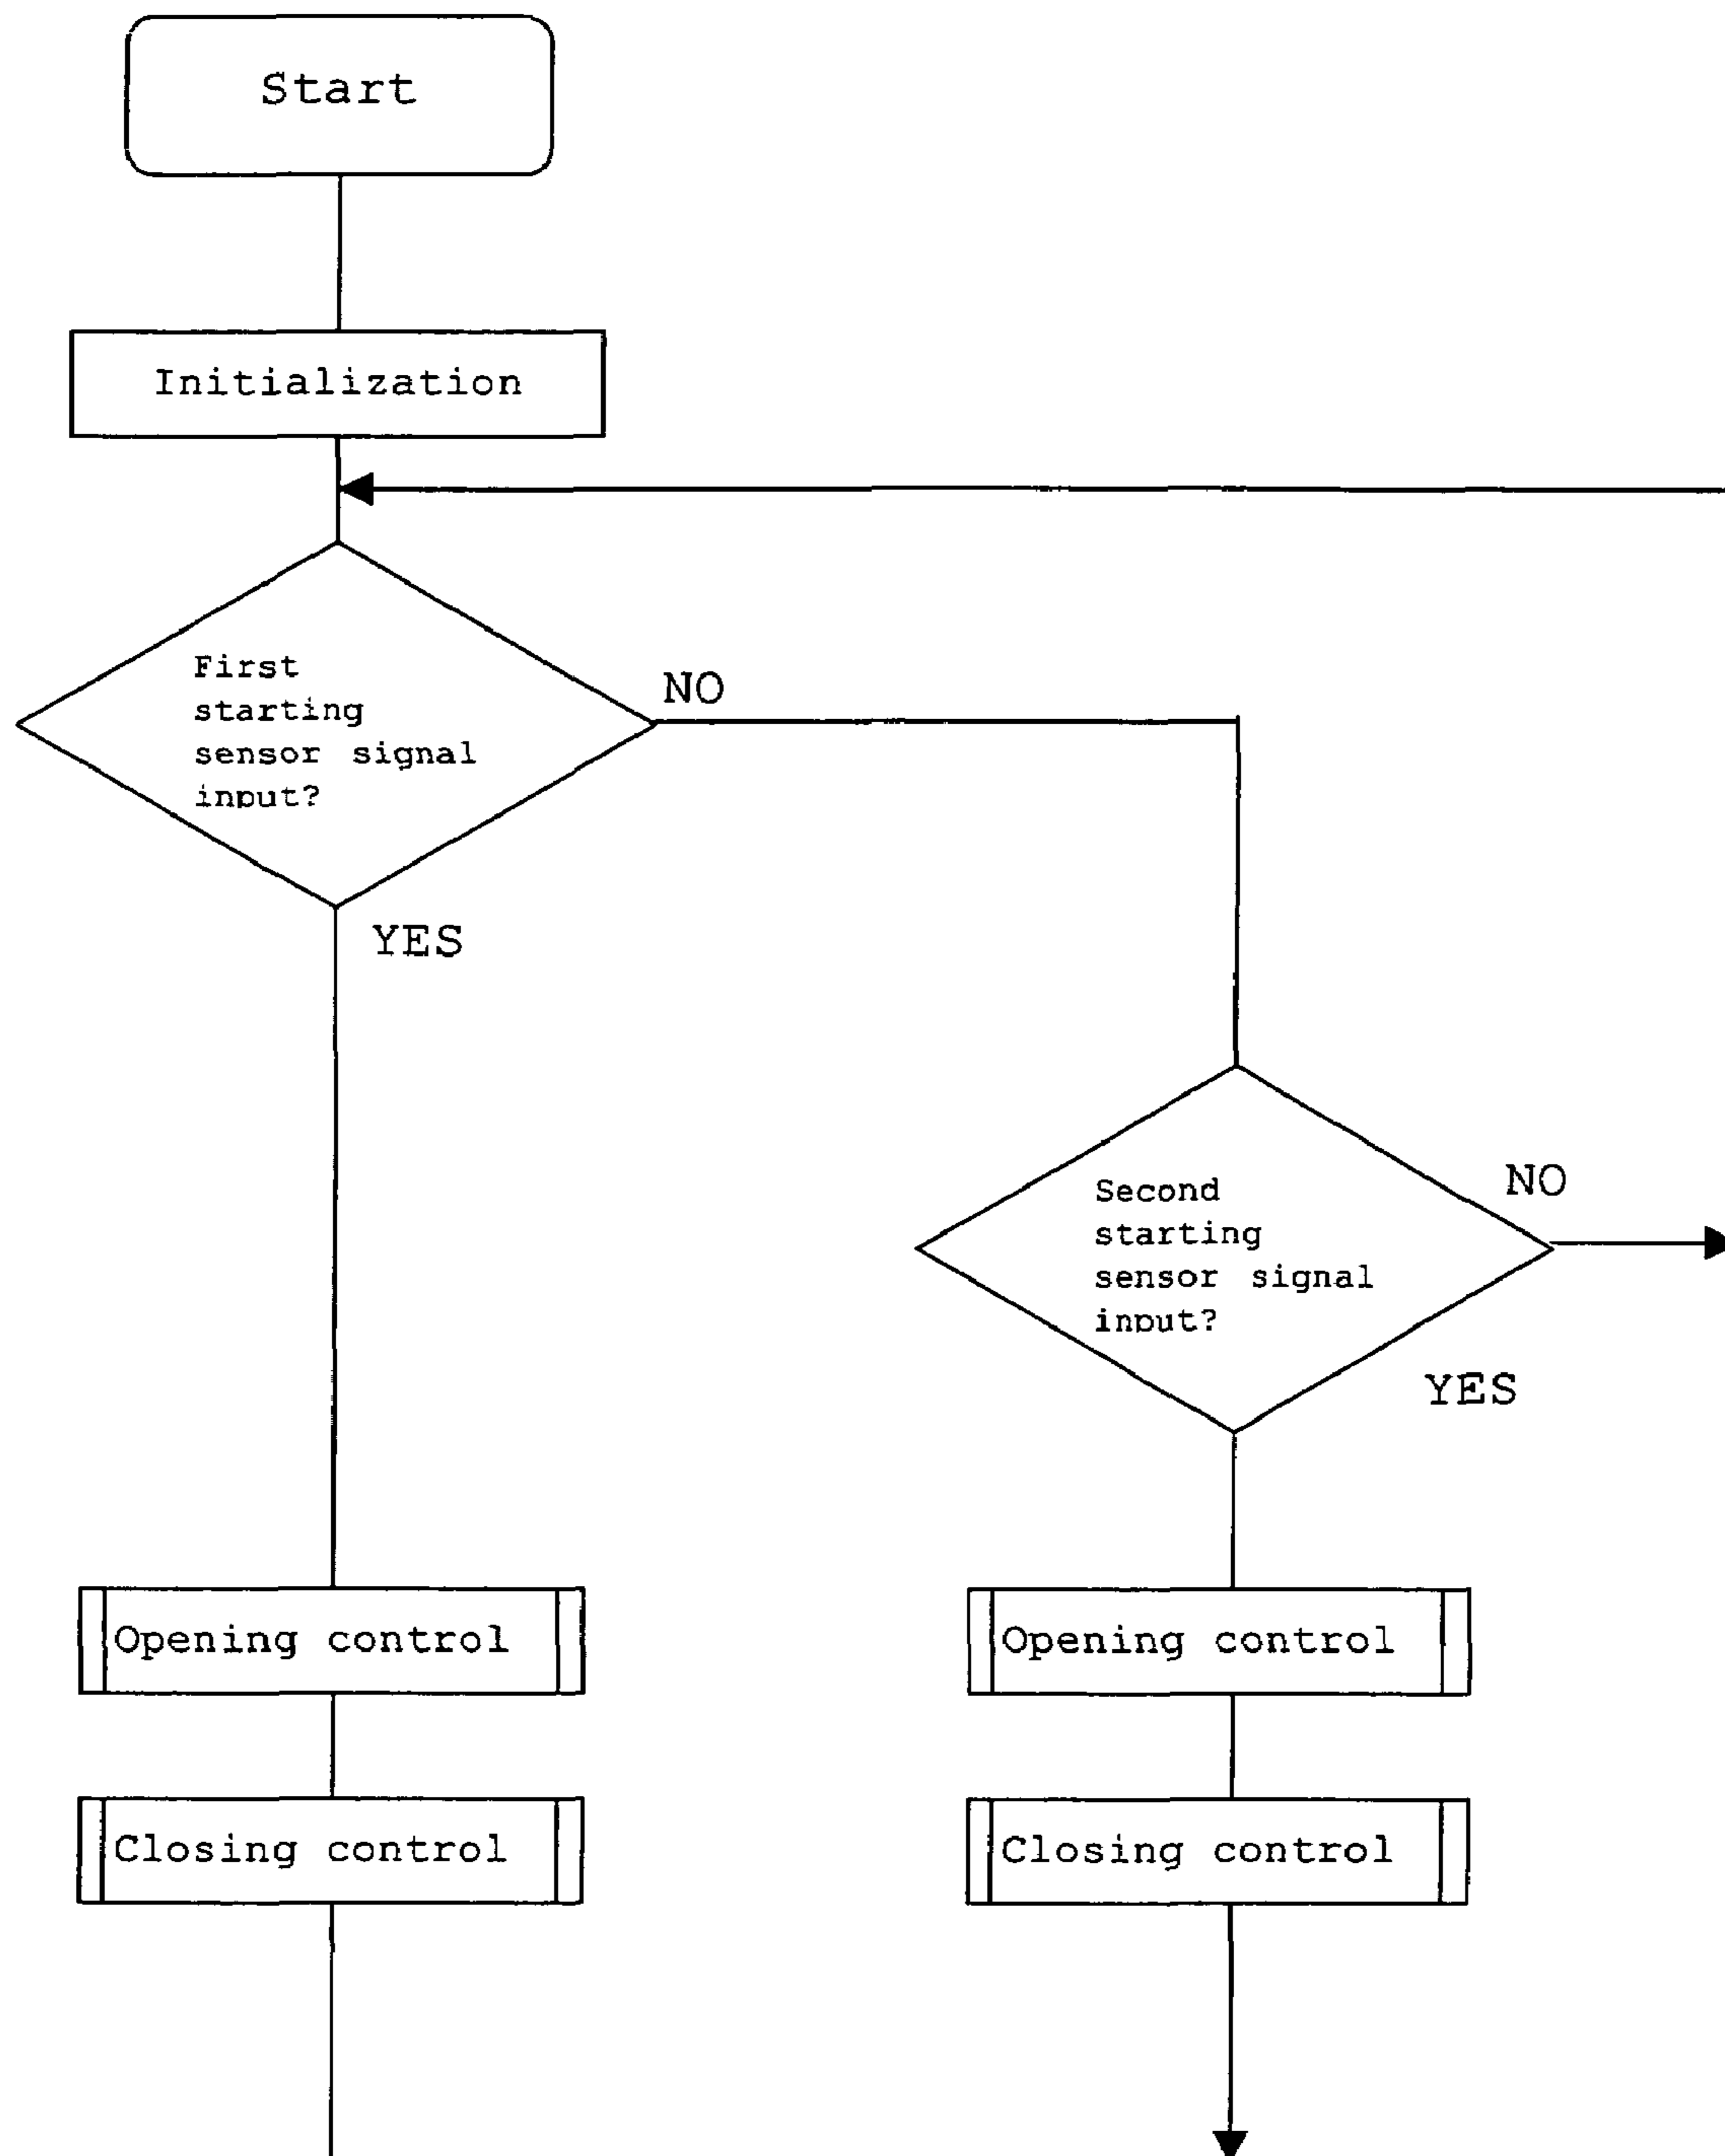 Start
Initialization
First
starting
sensor signal
input?
NO
YES
Second
starting
sensor signal
input?
NO
YES
Opening control
Opening control
Closing control
Closing control